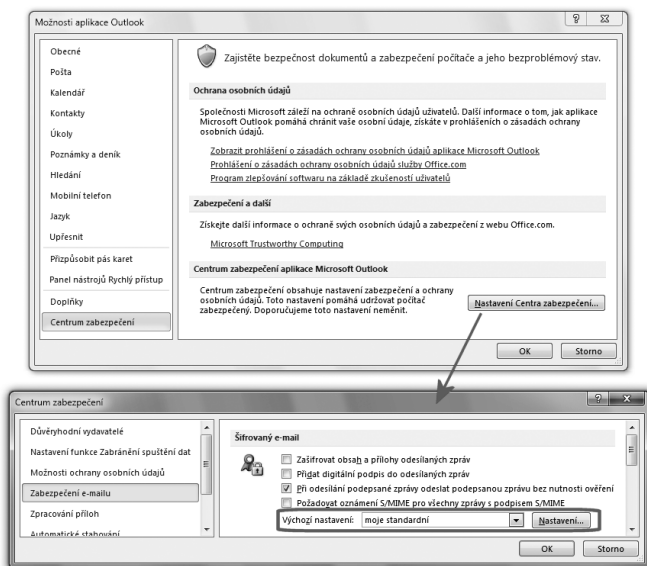 Možnosti aplikace Outlook
Obecné
Pošta
Kalendář
Kontakty
Úkoly
Poznámky a deník
Hledání
Mobilní telefon
Jazyk
Upřesnit
Přizpůsobit pás karet
Panel nástrojů Rychlý přístup
Doplňky
Centrum zabezpečení
Zajistěte bezpečnost dokumentů a zabezpečení počítače a jeho bezproblémový stav.
Ochrana osobních údajů
Společnosti Microsoft záleží na ochraně osobních údajů uživatelů. Další informace o tom, jak aplikace
Microsoft Outlook pomáhá chránit vaše osobní údaje, získáte v prohlášeních o zásadách ochrany
osobních údajů.
Zobrazit prohlášení o zásadách ochrany osobních údajů aplikace Microsoft Outlook
Prohlášení o zásadách ochrany osobních údajů služby Office.com
Program zlepšování softwaru na základě zkušeností uživatelů
Zabezpečení a další
Získejte další informace o ochraně svých osobních údajů a zabezpečení z webu Office.com.
Microsoft Trustworthy Computing
Centrum zabezpečení aplikace Microsoft Outlook
Centrum zabezpečení obsahuje nastavení zabezpečení a ochrany
osobních údajů. Toto nastavení pomáhá udržovat počítač
zabezpečený. Doporučujeme toto nastavení neměnit.
Nastavení Centra zabezpečení...
OK Storno
Centrum zabezpečení
Důvěryhodní vydavatelé
Nastavení funkce Zabránění spuštění dat
Možnosti ochrany osobních údajů
Zabezpečení e-mailu
Zpracování příloh
Automatické stahování
Šifrovaný e-mail
Zašifrovat obsah a přílohy odesílaných zpráv
Přidat digitální podpis do odesílaných zpráv
Při odesílání podepsané zprávy odeslat podepsanou zprávu bez nutnosti ověření
Požadovat oznámení S/MIME pro všechny zprávy s podpisem S/MIME
Výchozí nastavení: moje standardní Nastavení...
OK Storno